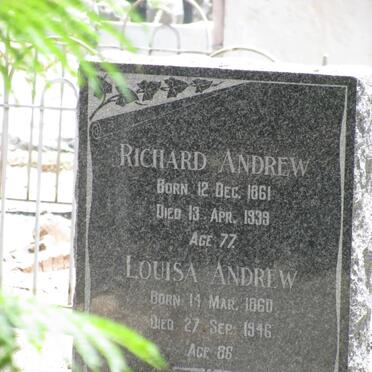 RICHARD ANDREW
BORN 12 DEC. 1861
DIED 13 APR. 1939
AGE 77.
LOUISA ANDREW
BORN 14 MAR. 1860
DIED 27 SEP. 1946
AGE 86